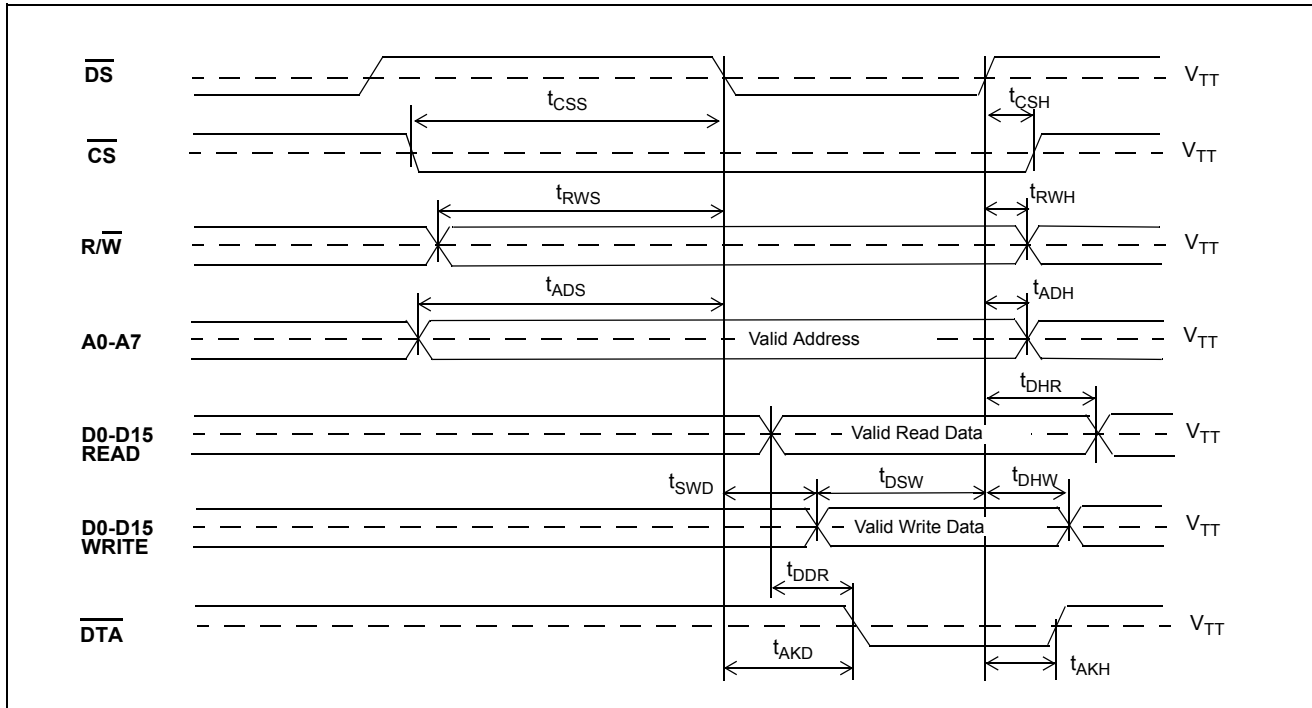 DS
V_TT
t_CSS
t_CSH
CS
V_TT
t_RWS
t_RWH
R/W
V_TT
t_ADS
t_ADH
A0-A7
Valid Address
V_TT
t_DHR
D0-D15
READ
Valid Read Data
V_TT
t_SWD
t_DSW
t_DHW
D0-D15
WRITE
Valid Write Data
V_TT
t_DDR
DTA
V_TT
t_AKD
t_AKH